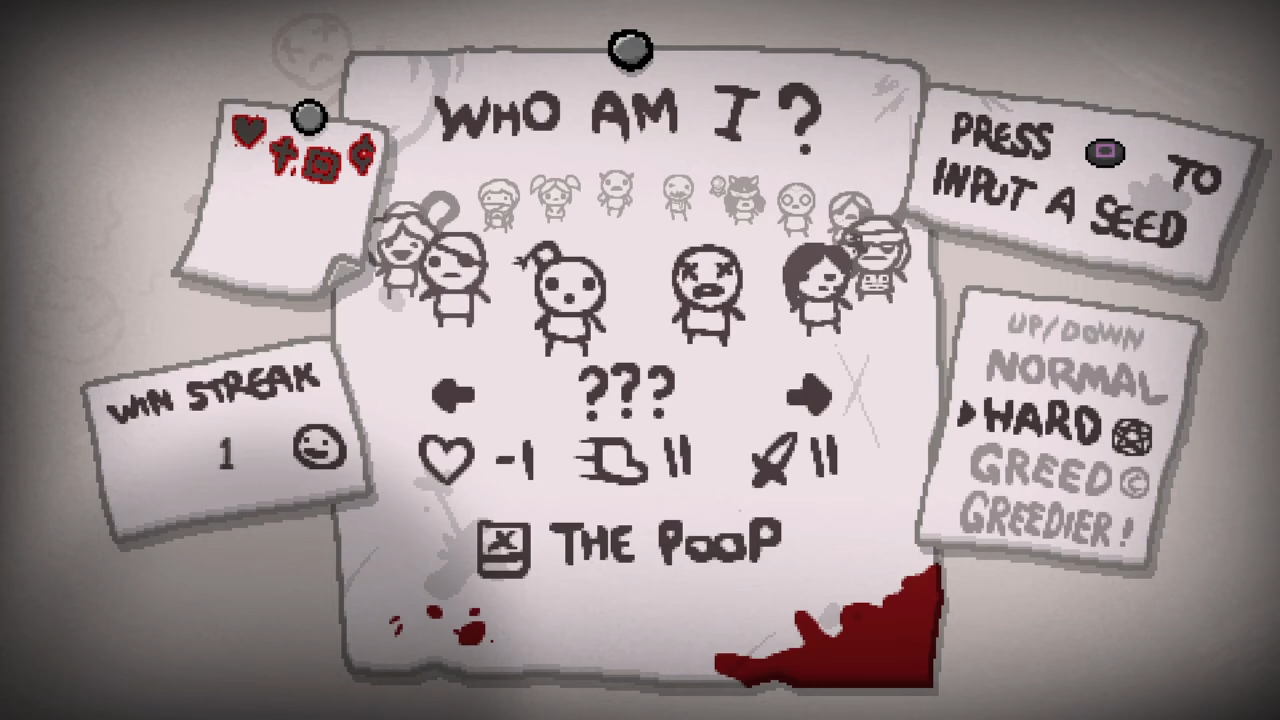 WHO AM I?
PRESS TO
INPUT A SEED
WIN STREAK
1
???
-1
THE POOP
UP/DOWN
NORMAL
HARD
GREED ©
GREEDIER!